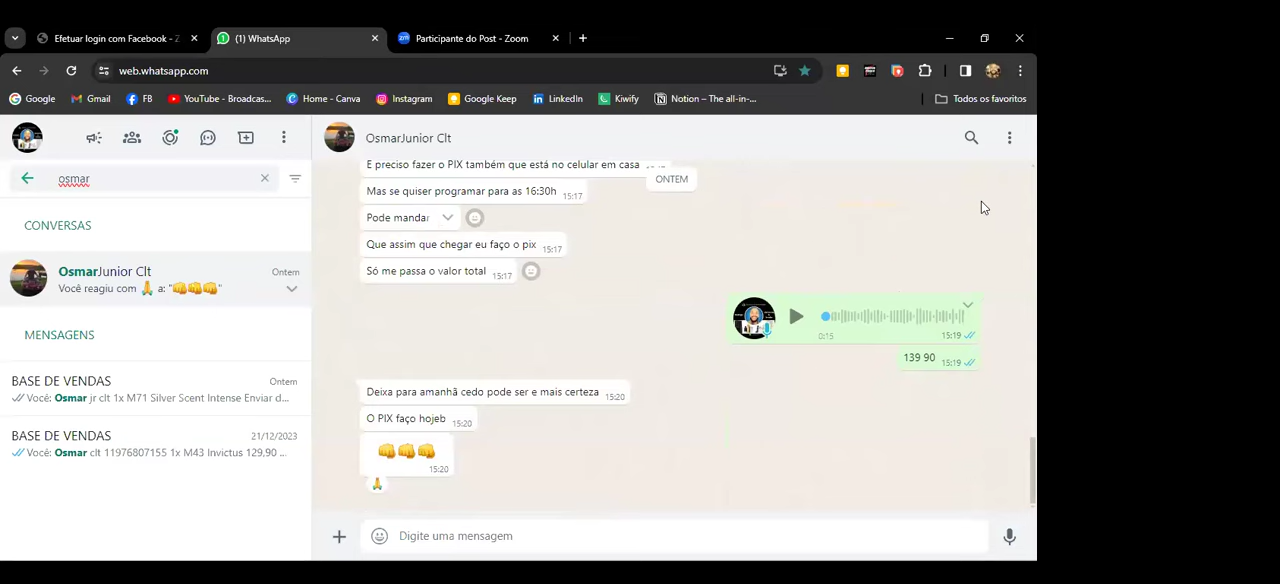 Efetuar login com Facebook - Z
(1) WhatsApp
Participante do Post - Zoom
web.whatsapp.com
Google
Gmail
FB
YouTube - Broadcas...
Home - Canva
Instagram
Google Keep
LinkedIn
Kiwify
Notion – The all-in-...
Todos os favoritos
osmar
CONVERSAS
OsmarJunior Clt
Ontem
Você reagiu com 🙏 a: "👊👊👊"
MENSAGENS
BASE DE VENDAS
Ontem
Você: Osmar jr clt 1x M71 Silver Scent Intense Enviar d...
BASE DE VENDAS
21/12/2023
Você: Osmar clt 11976807155 1x M43 Invictus 129,90 ...
OsmarJunior Clt
E preciso fazer o PIX também que está no celular em casa
ONTEM
Mas se quiser programar para as 16:30h 15:17
Pode mandar
Que assim que chegar eu faço o pix 15:17
Só me passa o valor total 15:17
0:15 15:19
139 90 15:19
Deixa para amanhã cedo pode ser e mais certeza 15:20
O PIX faço hojeb 15:20
👊👊👊
15:20
🙏
Digite uma mensagem